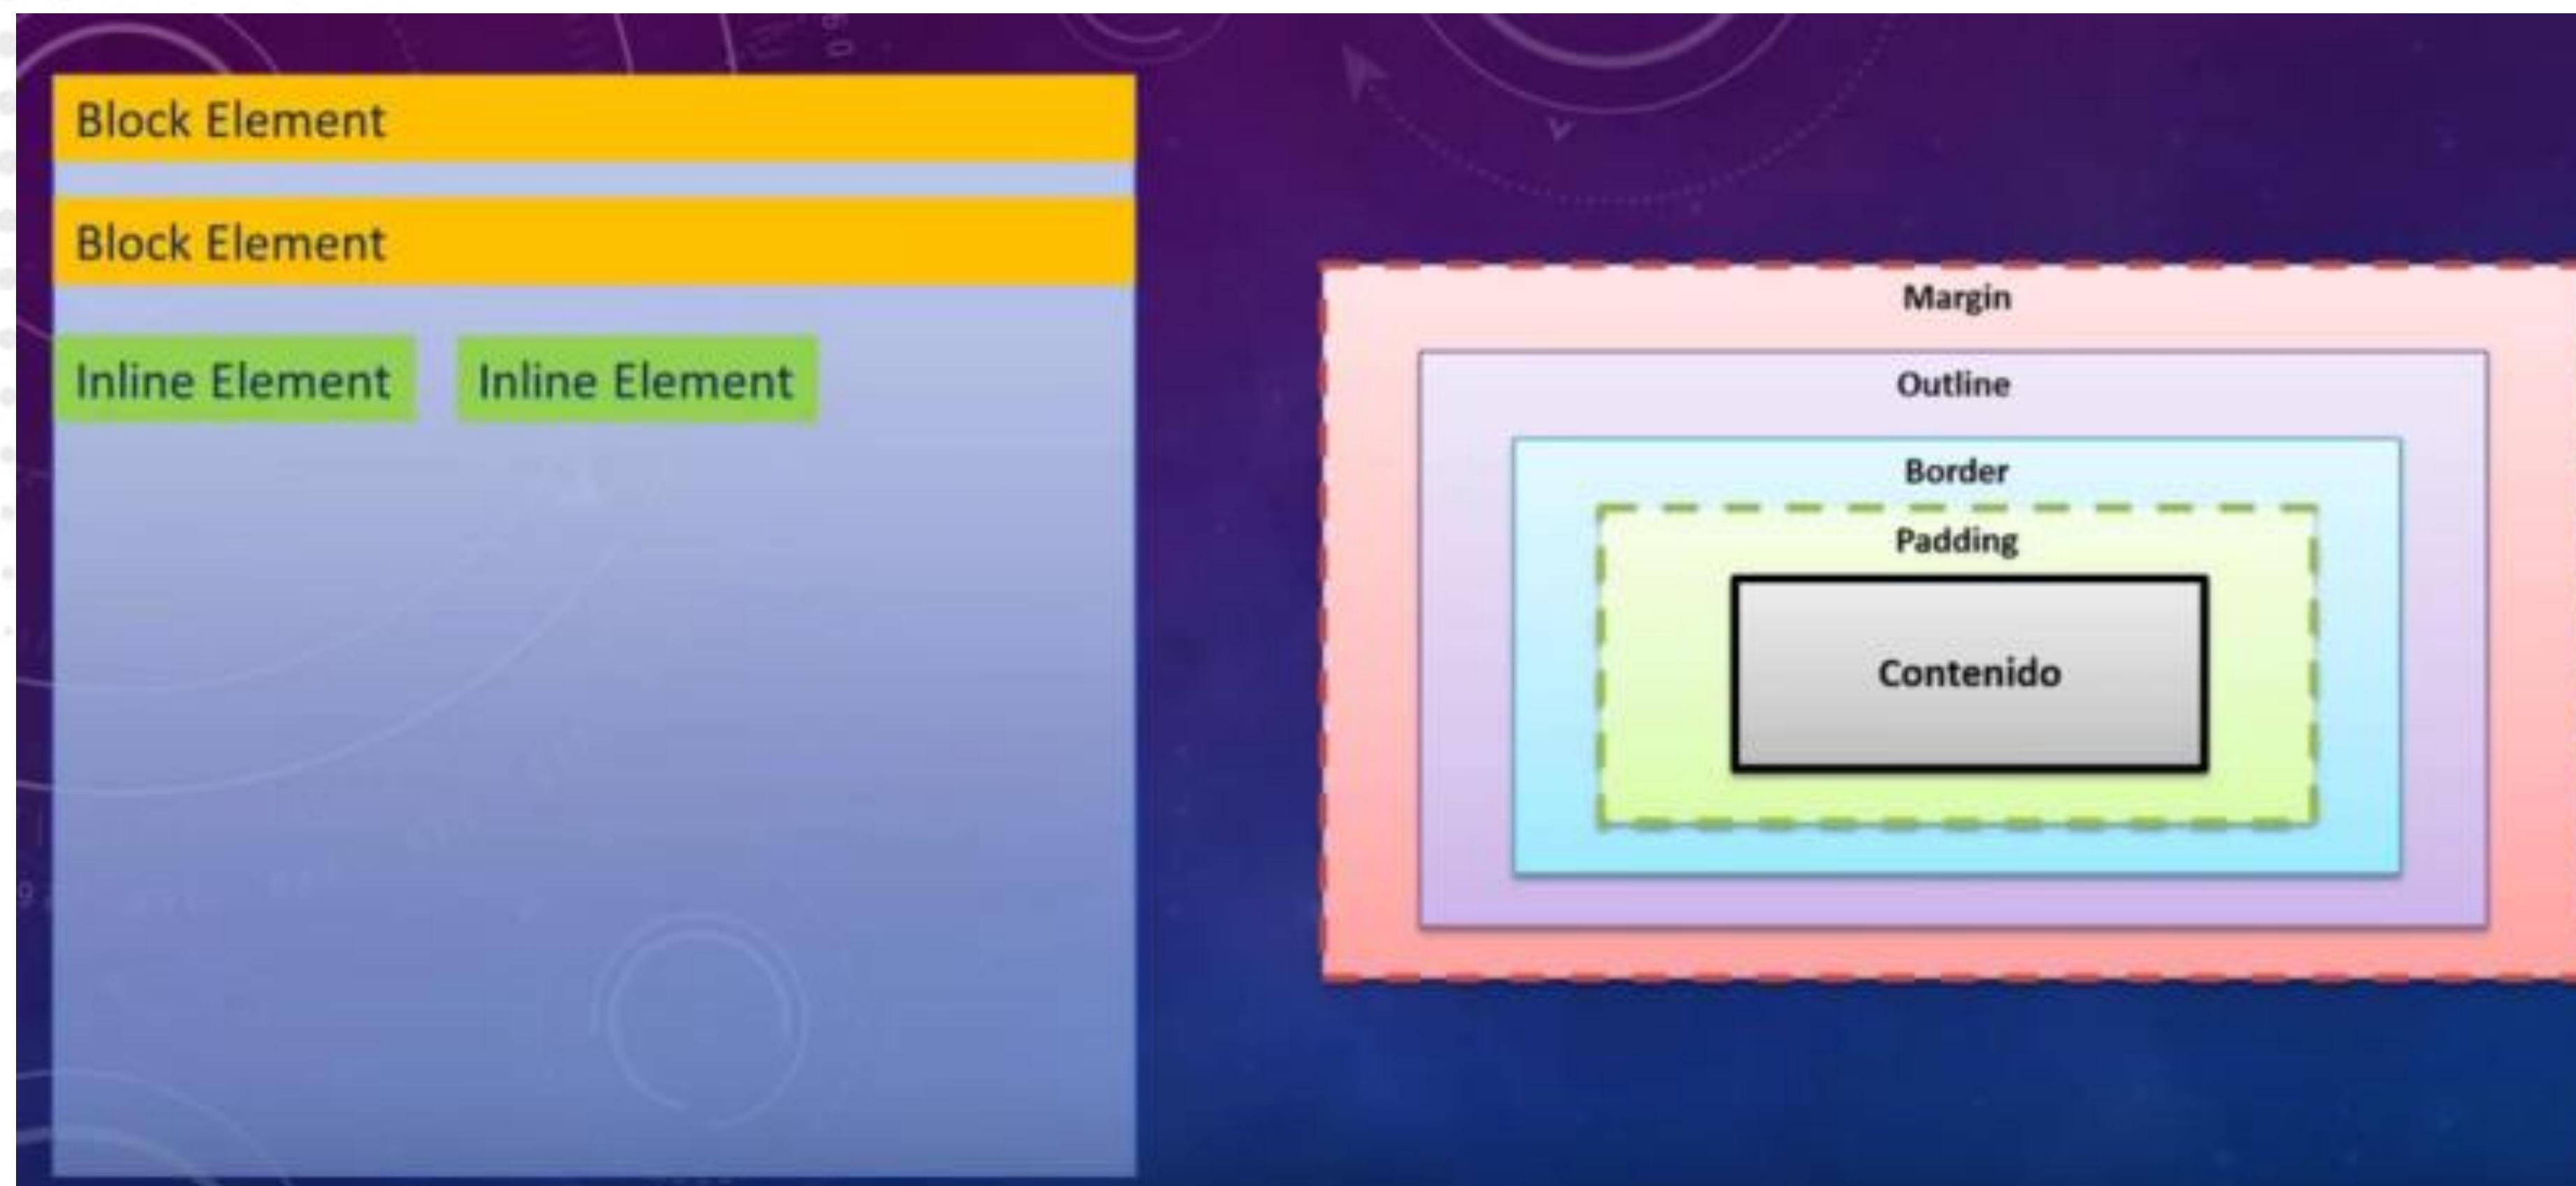 Block Element
Block Element
Inline Element
Inline Element
Margin
Outline
Border
Padding
Contenido